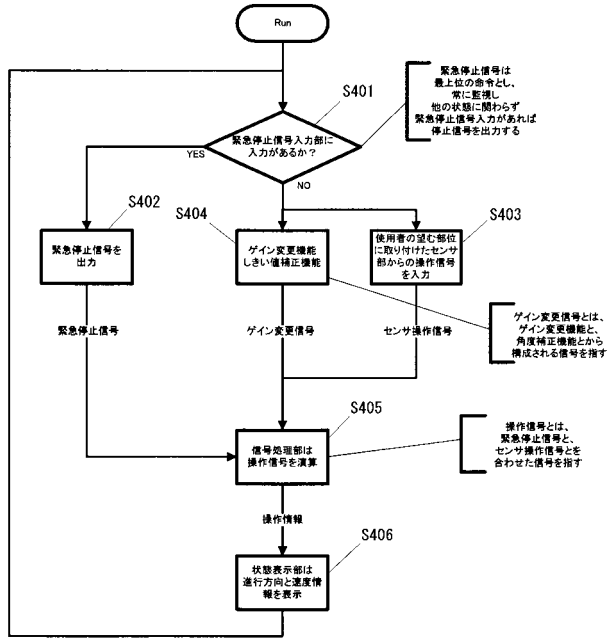 Run
緊急停止信号は
最上位の命令とし、
常に監視し
他の状態に関わらず
緊急停止信号入力があれば
停止信号を出力する
S401
緊急停止信号入力部に
入力があるか？
YES
NO
S402
緊急停止信号を
出力
S404
ゲイン変更機能
しきい値補正機能
S403
使用者の望む部位
に取り付けたセンサ
部からの操作信号
を入力
緊急停止信号
ゲイン変更信号
センサ操作信号
ゲイン変更信号とは、
ゲイン変更機能と、
角度補正機能とから
構成される信号を指す
S405
信号処理部は
操作信号を演算
操作信号とは、
緊急停止信号と、
センサ操作信号とを
合わせた信号を指す
操作情報
S406
状態表示部は
進行方向と速度情
報を表示